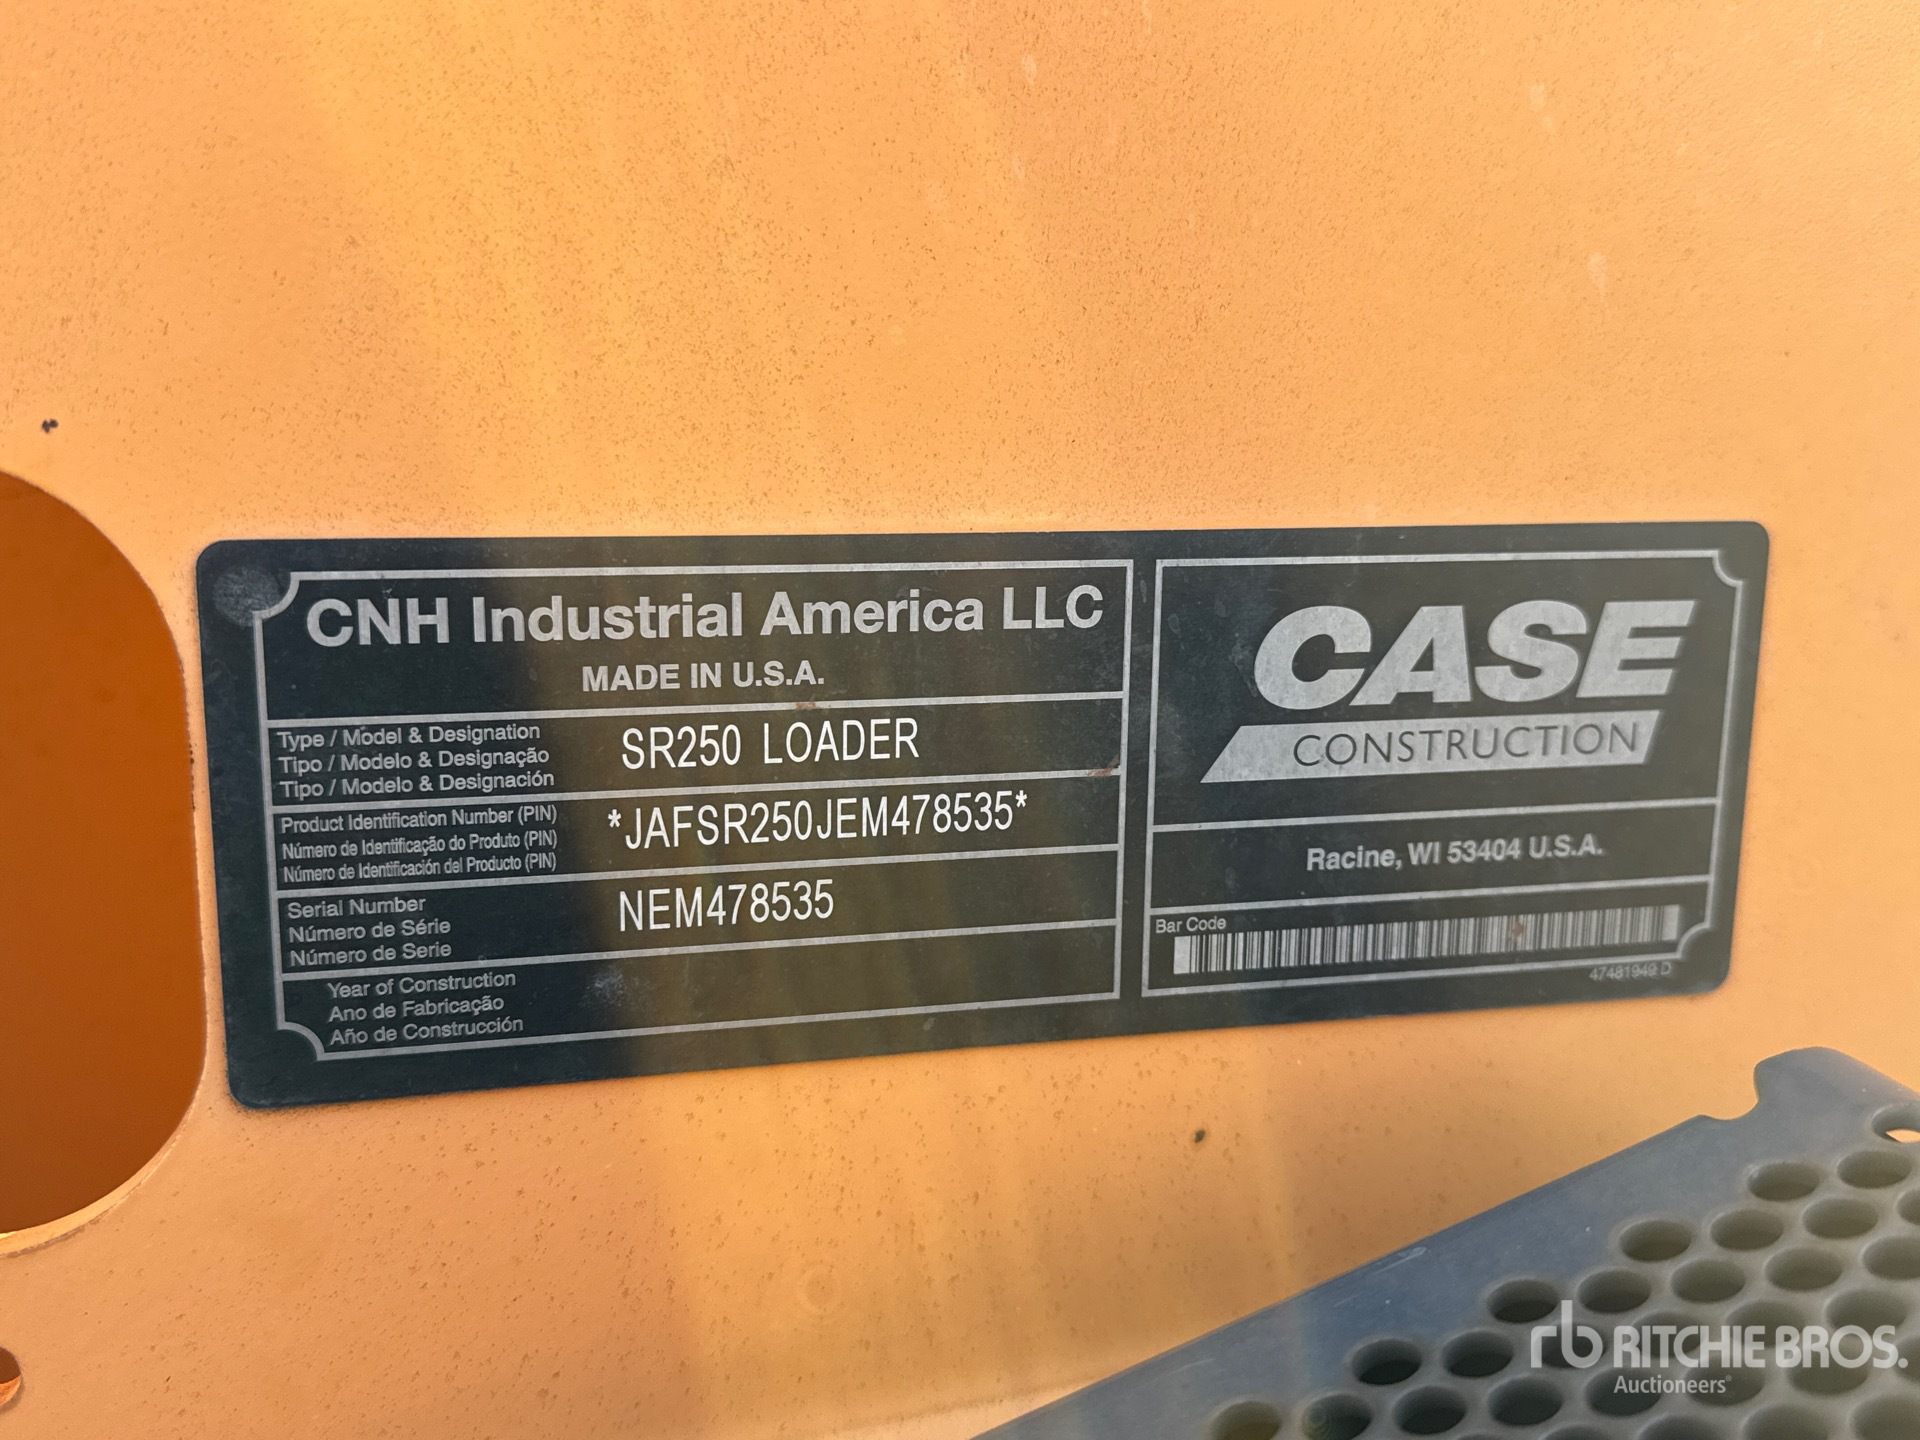 CNH Industrial America LLC
MADE IN U.S.A.
Type / Model & Designation
Tipo / Modelo & Designação
Tipo / Modelo & Designación
SR250 LOADER
Product Identification Number (PIN)
Número de Identificação do Produto (PIN)
Número de Identificación del Producto (PIN)
*JAFSR250JEM478535*
Serial Number
Número de Série
Número de Serie
NEM478535
Year of Construction
Ano de Fabricação
Año de Construcción
CASE
CONSTRUCTION
Racine, WI 53404 U.S.A.
Bar Code
47481949 D
rb RITCHIE BROS.
Auctioneers